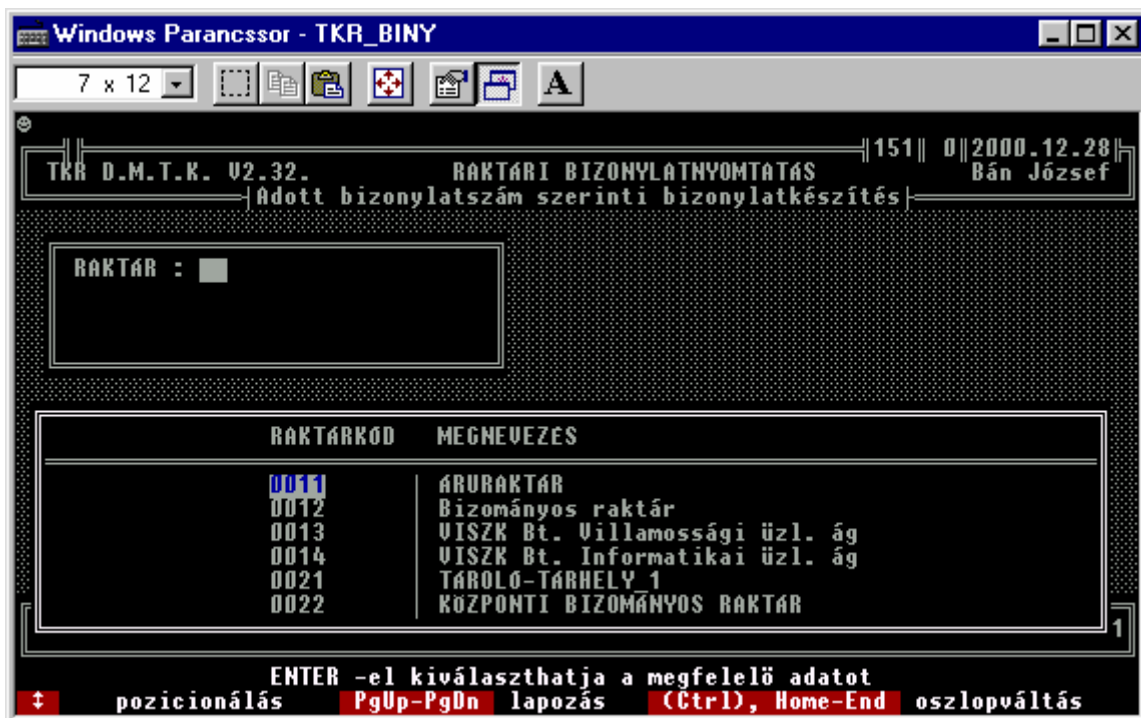 Windows Parancssor - TKR_BINY
7 x 12
A
151 0 2000.12.28
TKR D.M.T.K. V2.32. RAKTÁRI BIZONYLATNYOMTATÁS Bán József
Adott bizonylatszám szerinti bizonylatkészítés
RAKTÁR :
RAKTÁRKÓD MEGNEVEZÉS
0011 ÁRURAKTÁR
0012 Bizományos raktár
0013 VISZK Bt. Villamossági üzl. ág
0014 VISZK Bt. Informatikai üzl. ág
0021 TÁROLÓ-TÁRHELY_1
0022 KÖZPONTI BIZOMÁNYOS RAKTÁR
1
ENTER -el kiválaszthatja a megfelelö adatot
↕ pozicionálás PgUp-PgDn lapozás (Ctrl), Home-End oszlopváltás